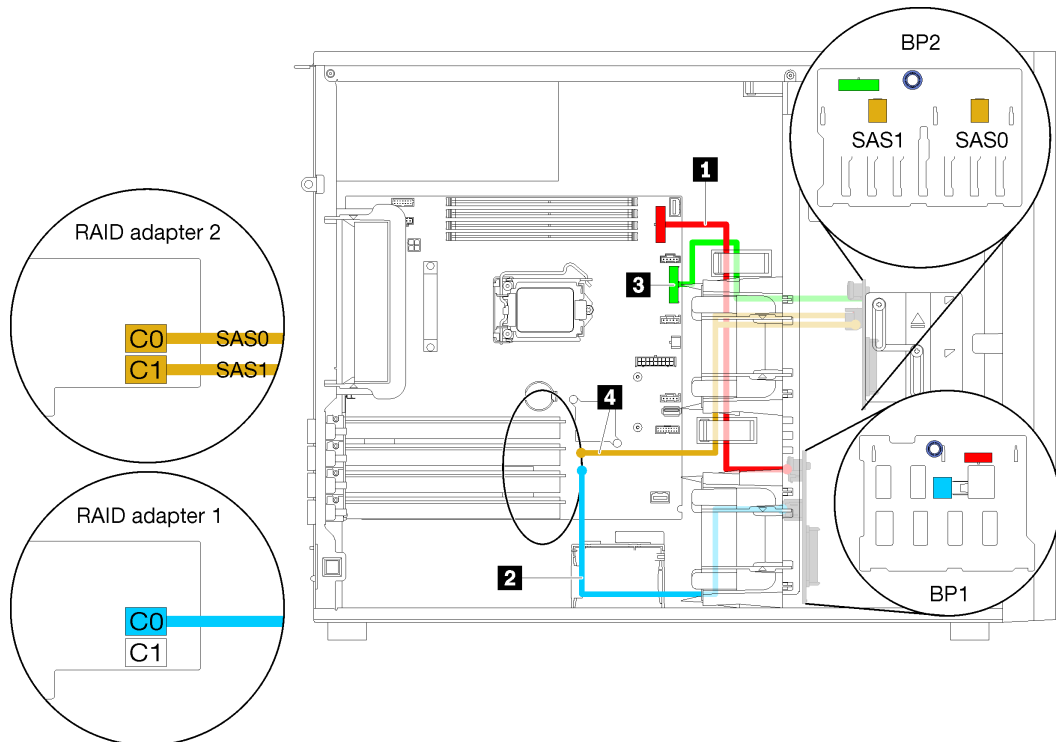 BP2
SAS1 SAS0
1
RAID adapter 2
3
C0 SAS0
C1 SAS1
4
RAID adapter 1
2
BP1
C0
C1